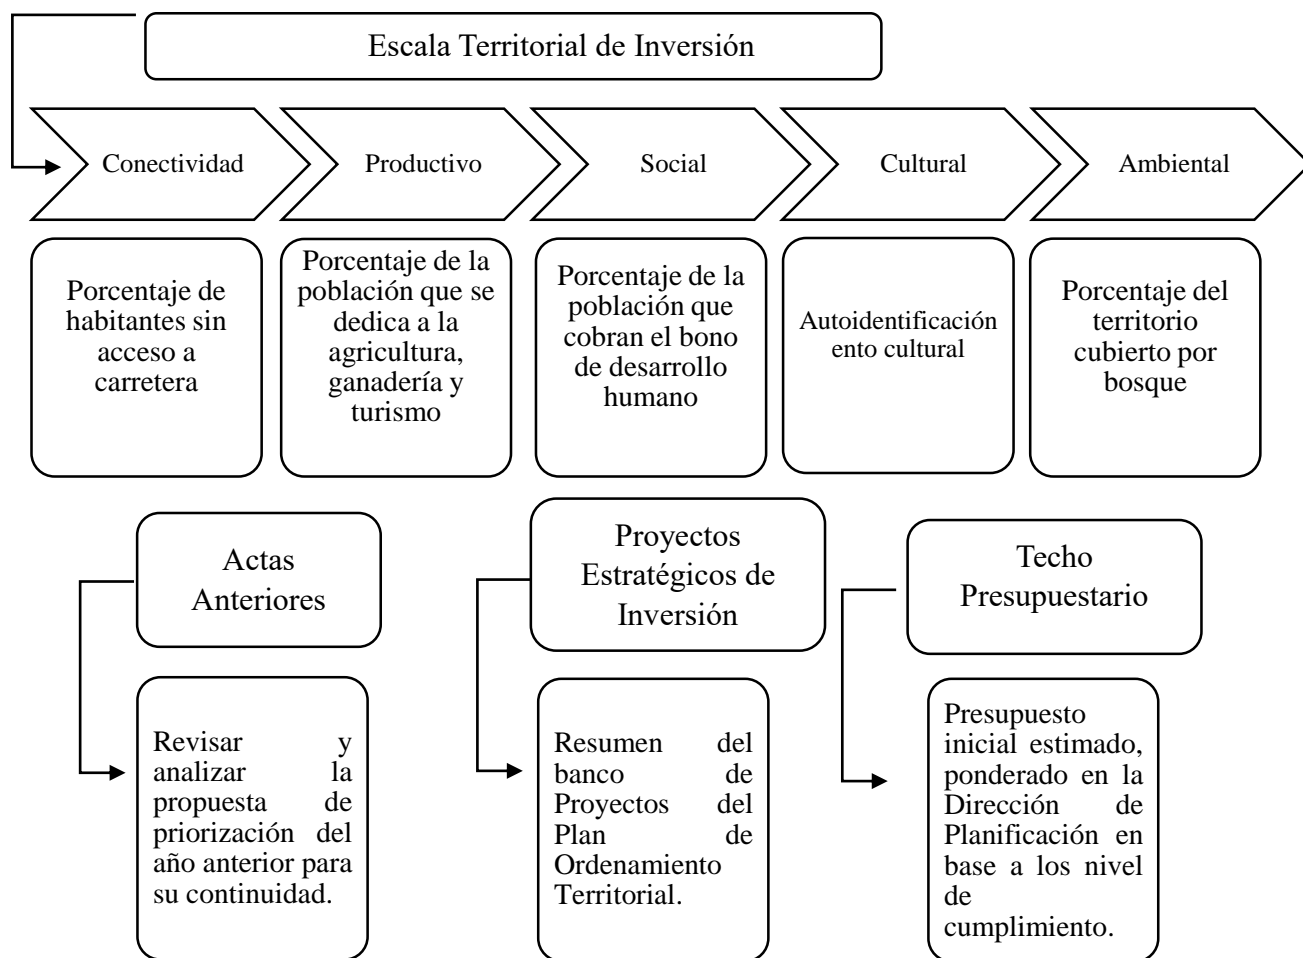 Escala Territorial de Inversión
Conectividad
Productivo
Social
Cultural
Ambiental
Porcentaje de
habitantes sin
acceso a
carretera
Porcentaje de la
población que se
dedica a la
agricultura,
ganadería y
turismo
Porcentaje de la
población que
cobran el bono
de desarrollo
humano
Autoidentificación
ento cultural
Porcentaje del
territorio
cubierto por
bosque
Actas
Anteriores
Proyectos
Estratégicos de
Inversión
Techo
Presupuestario
Revisar y
analizar la
propuesta de
priorización del
año anterior para
su continuidad.
Resumen del
banco de
Proyectos del
Plan de
Ordenamiento
Territorial.
Presupuesto
inicial estimado,
ponderado en la
Dirección de
Planificación en
base a los nivel
de
cumplimiento.